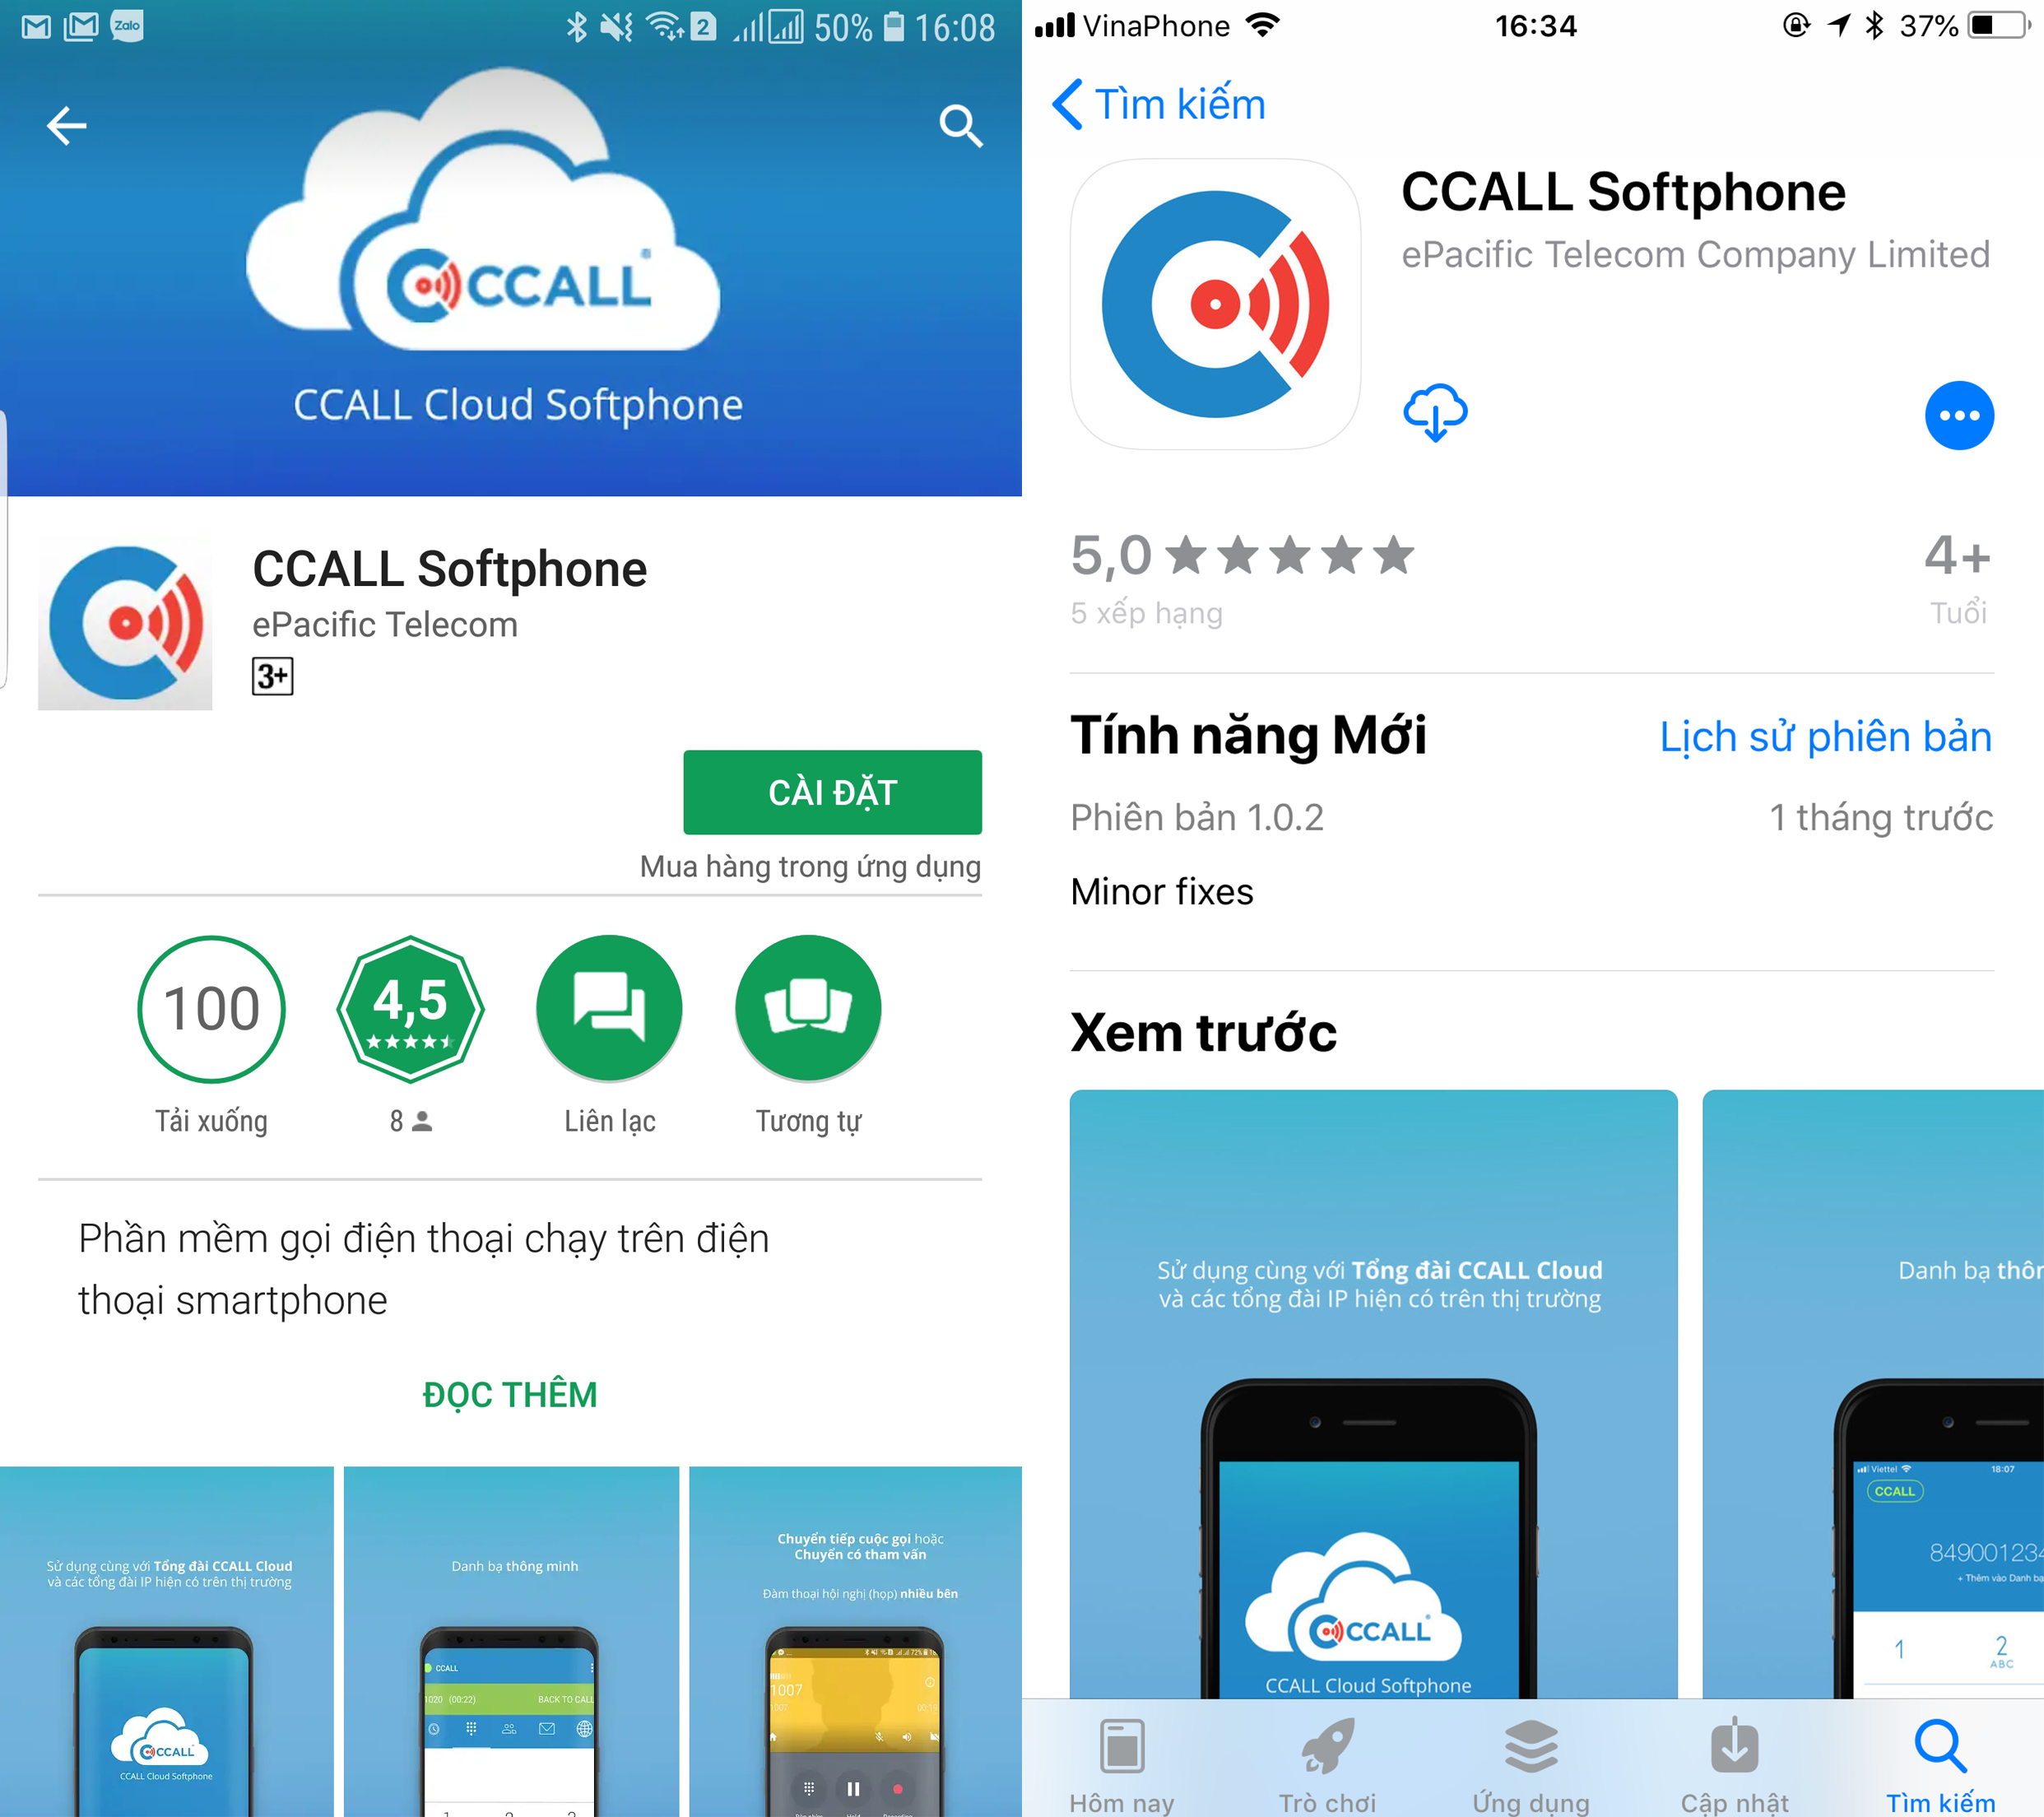 Zalo
2
50%
16:08
CCALL
CCALL Cloud Softphone
CCALL Softphone
ePacific Telecom
3+
CÀI ĐẶT
Mua hàng trong ứng dụng
100
4,5
Tải xuống
8
Liên lạc
Tương tự
Phần mềm gọi điện thoại chạy trên điện
thoại smartphone
ĐỌC THÊM
Sử dụng cùng với Tổng đài CCALL Cloud
và các tổng đài IP hiện có trên thị trường
CCALL
CCALL Cloud Softphone
Danh bạ thông minh
CCALL
1020 (00:22)
BACK TO CALL
Chuyển tiếp cuộc gọi hoặc
Chuyển có tham vấn
Đàm thoại hội nghị (họp) nhiều bên
72%
1007
1007
00:19
VinaPhone
16:34
37%
Tìm kiếm
CCALL Softphone
ePacific Telecom Company Limited
5,0
4+
5 xếp hạng
Tuổi
Tính năng Mới
Lịch sử phiên bản
Phiên bản 1.0.2
1 tháng trước
Minor fixes
Xem trước
Sử dụng cùng với Tổng đài CCALL Cloud
và các tổng đài IP hiện có trên thị trường
CCALL
CCALL Cloud Softphone
Danh bạ
Viettel
18:07
CCALL
849001234
+ Thêm vào Danh bạ
1
2
ABC
Hôm nay
Trò chơi
Ứng dụng
Cập nhật
Tìm kiếm